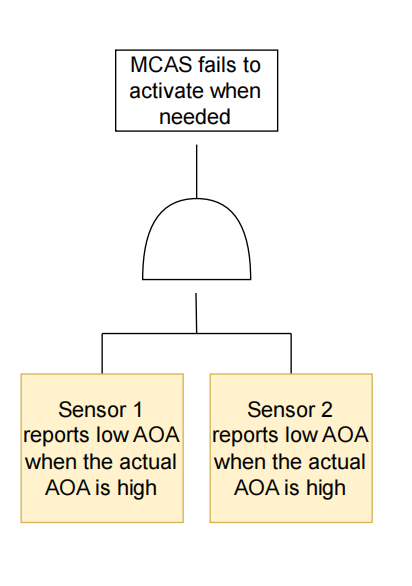 MCAS fails to
activate when
needed
Sensor 1
reports low AOA
when the actual
AOA is high
Sensor 2
reports low AOA
when the actual
AOA is high